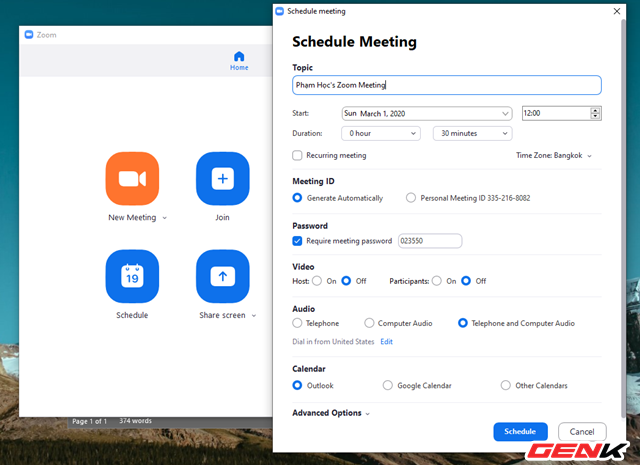 Zoom
Home
New Meeting
Join
19
Schedule
Share screen
Page 1 of 1 374 words
Schedule meeting
Schedule Meeting
Topic
Phạm Học's Zoom Meeting
Start: Sun March 1, 2020 12:00
Duration: 0 hour 30 minutes
Recurring meeting Time Zone: Bangkok
Meeting ID
Generate Automatically Personal Meeting ID 335-216-8082
Password
Require meeting password 023550
Video
Host: On Off Participants: On Off
Audio
Telephone Computer Audio Telephone and Computer Audio
Dial in from United States Edit
Calendar
Outlook Google Calendar Other Calendars
Advanced Options
Schedule Cancel
GENK